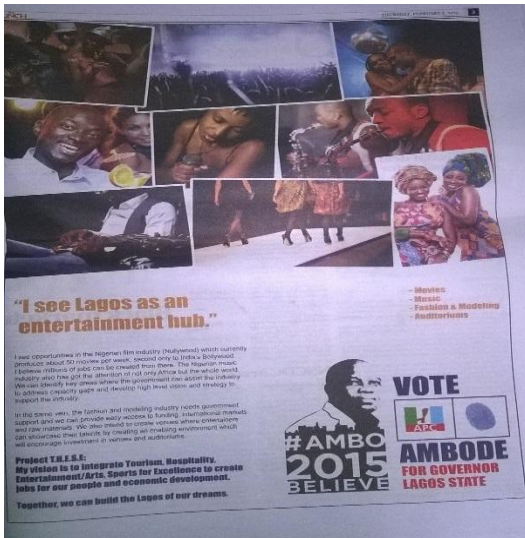 "I see Lagos as an
entertainment hub."
I see opportunities in the Nigerian film industry (Nollywood) which currently
produces about 50 movies per week, second only to India's Bollywood
I believe millions of jobs can be created from there. The Nigerian music
industry also has got the attention of not only Africa but the whole world.
We can identify key areas where the government can assist the industry
to address capacity gaps and develop high level vision and strategy to
support the industry.
In the same vein, the fashion and modeling industry needs government
support and we can provide easy access to funding, international markets
and raw materials. We also intend to create venues where entertainers
can showcase their talents by creating an enabling environment which
will encourage investment in venues and auditoriums.
Project T.H.E.S.E:
My vision is to integrate Tourism, Hospitality,
Entertainment/Arts, Sports for Excellence to create
jobs for our people and economic development.
Together, we can build the Lagos of our dreams.
- Movies
- Music
- Fashion & Modeling
- Auditoriums
#AMBO
2015
BELIEVE
VOTE
APC
AMBODE
FOR GOVERNOR
LAGOS STATE